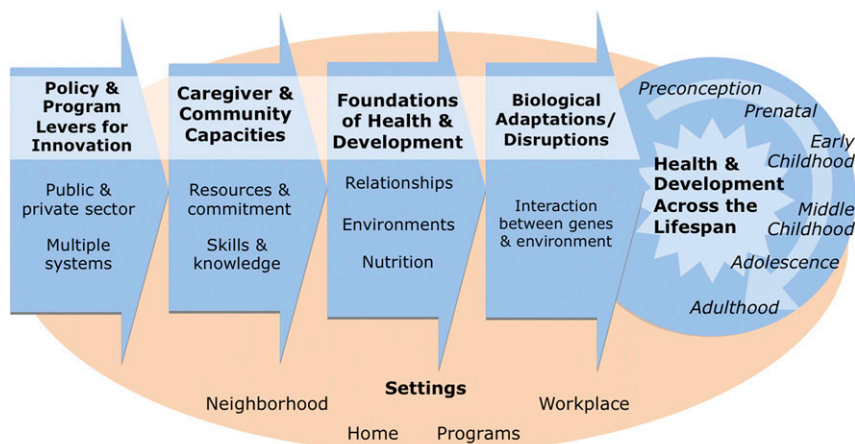 Policy &
Program
Levers for
Innovation
Public &
private sector
Multiple
systems
Caregiver &
Community
Capacities
Resources &
commitment
Skills &
knowledge
Foundations
of Health &
Development
Relationships
Environments
Nutrition
Biological
Adaptations/
Disruptions
Interaction
between genes
& environment
Health &
Development
Across the
Lifespan
Preconception
Prenatal
Early
Childhood
Middle
Childhood
Adolescence
Adulthood
Settings
Neighborhood
Workplace
Home
Programs